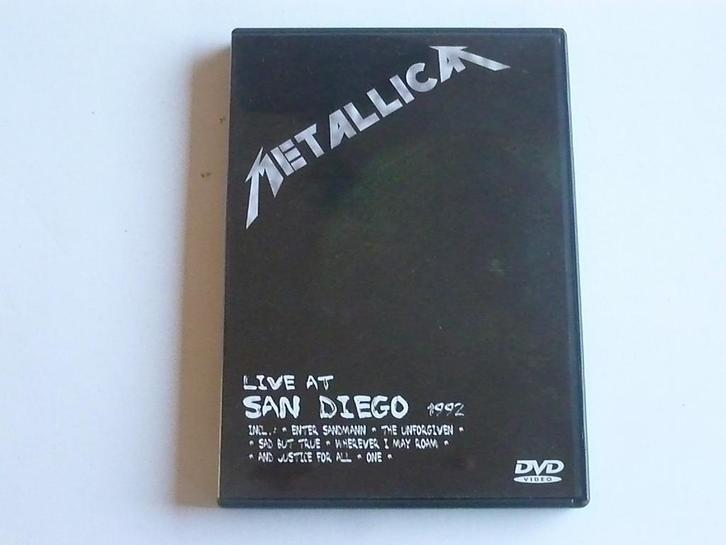 METALLICA
LIVE AT
SAN DIEGO 1992
INCL.: * ENTER SANDMANN * THE UNFORGIVEN *
* SAD BUT TRUE * WHEREVER I MAY ROAM *
* AND JUSTICE FOR ALL * ONE *
DVD
VIDEO